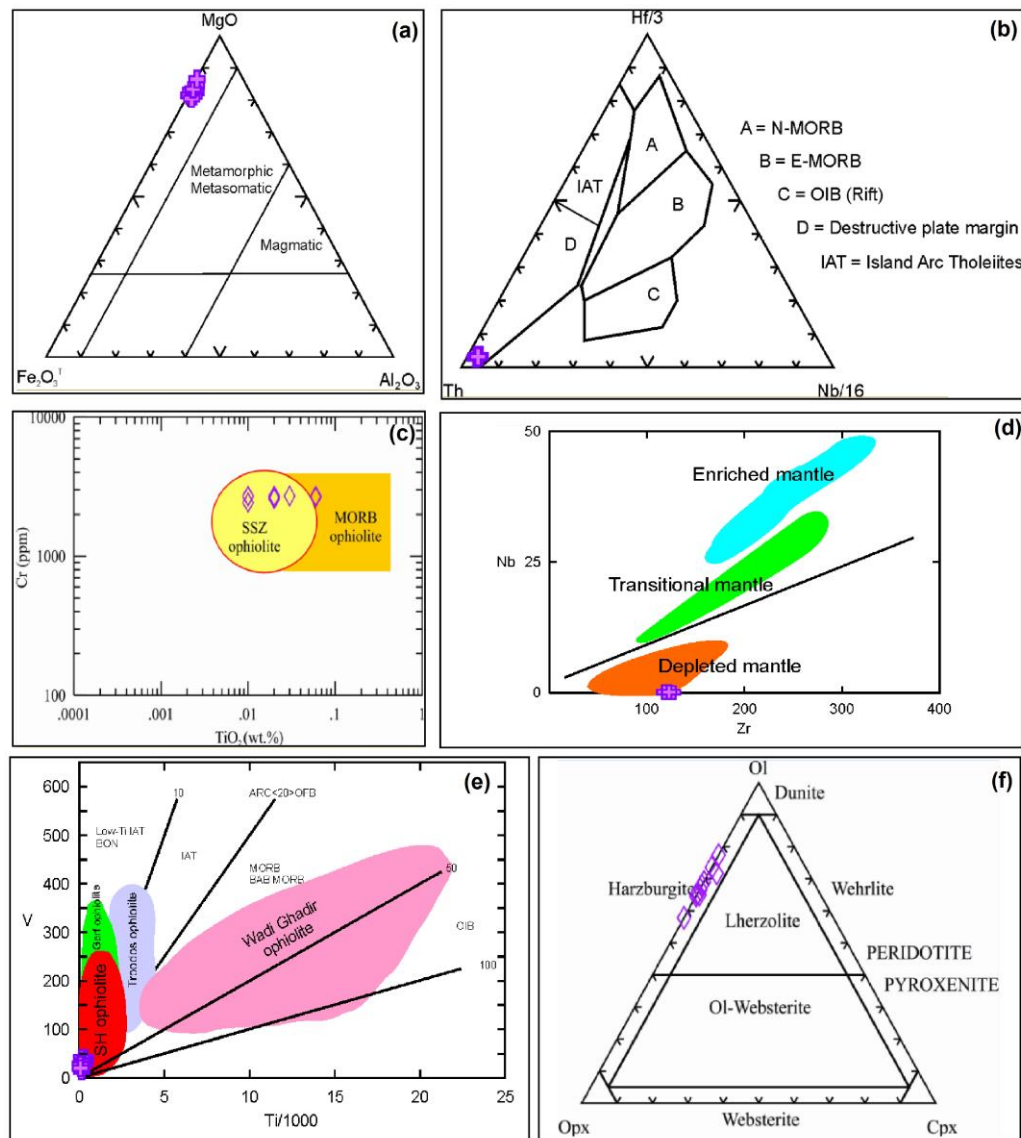 (a)
MgO
Metamorphic
Metasomatic
Magmatic
Fe₂O₃ᵀ
Al₂O₃
(b)
Hf/3
A
IAT
B
D
C
Th
Nb/16
A = N-MORB
B = E-MORB
C = OIB (Rift)
D = Destructive plate margin
IAT = Island Arc Tholeiites
(c)
10000
1000
100
Cr (ppm)
SSZ
ophiolite
MORB
ophiolite
.0001
.001
.01
.1
1
TiO₂(wt.%)
(d)
50
25
0
Nb
Enriched mantle
Transitional mantle
Depleted mantle
100
200
300
400
Zr
(e)
600
500
400
300
200
100
0
V
10
ARC<20>OFB
Low-Ti IAT
BON
IAT
MORB
BAB MORB
50
OIB
100
Gerf ophiolite
Troodos ophiolite
SH ophiolite
Wadi Ghadir
ophiolite
0
5
10
15
20
25
Ti/1000
(f)
Ol
Dunite
Harzburgite
Wehrlite
Lherzolite
PERIDOTITE
PYROXENITE
Ol-Websterite
Websterite
Opx
Cpx